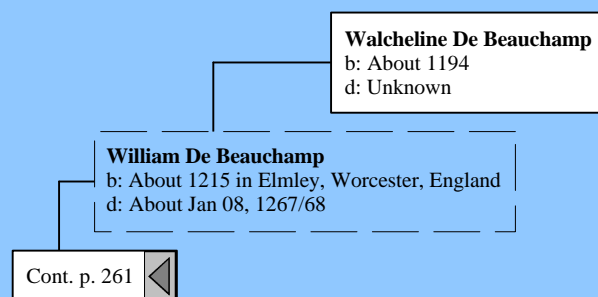 Walcheline De Beauchamp
b: About 1194
d: Unknown
William De Beauchamp
b: About 1215 in Elmley, Worcester, England
d: About Jan 08, 1267/68
Cont. p. 261